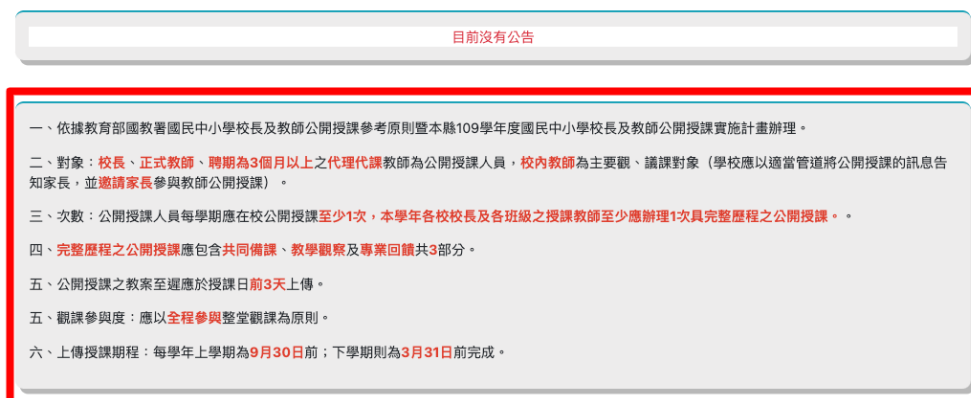 目前沒有公告
一、依據教育部國教署國民中小學校長及教師公開授課參考原則暨本縣109學年度國民中小學校長及教師公開授課實施計畫辦理。
二、對象：校長、正式教師、聘期為3個月以上之代理代課教師為公開授課人員，校內教師為主要觀、議課對象（學校應以適當管道將公開授課的訊息告
知家長，並邀請家長參與教師公開授課）。
三、次數：公開授課人員每學期應在校公開授課至少1次，本學年各校校長及各班級之授課教師至少應辦理1次具完整歷程之公開授課。。
四、完整歷程之公開授課應包含共同備課、教學觀察及專業回饋共3部分。
五、公開授課之教案至遲應於授課日前3天上傳。
五、觀課參與度：應以全程參與整堂觀課為原則。
六、上傳授課期程：每學年上學期為9月30日前；下學期則為3月31日前完成。